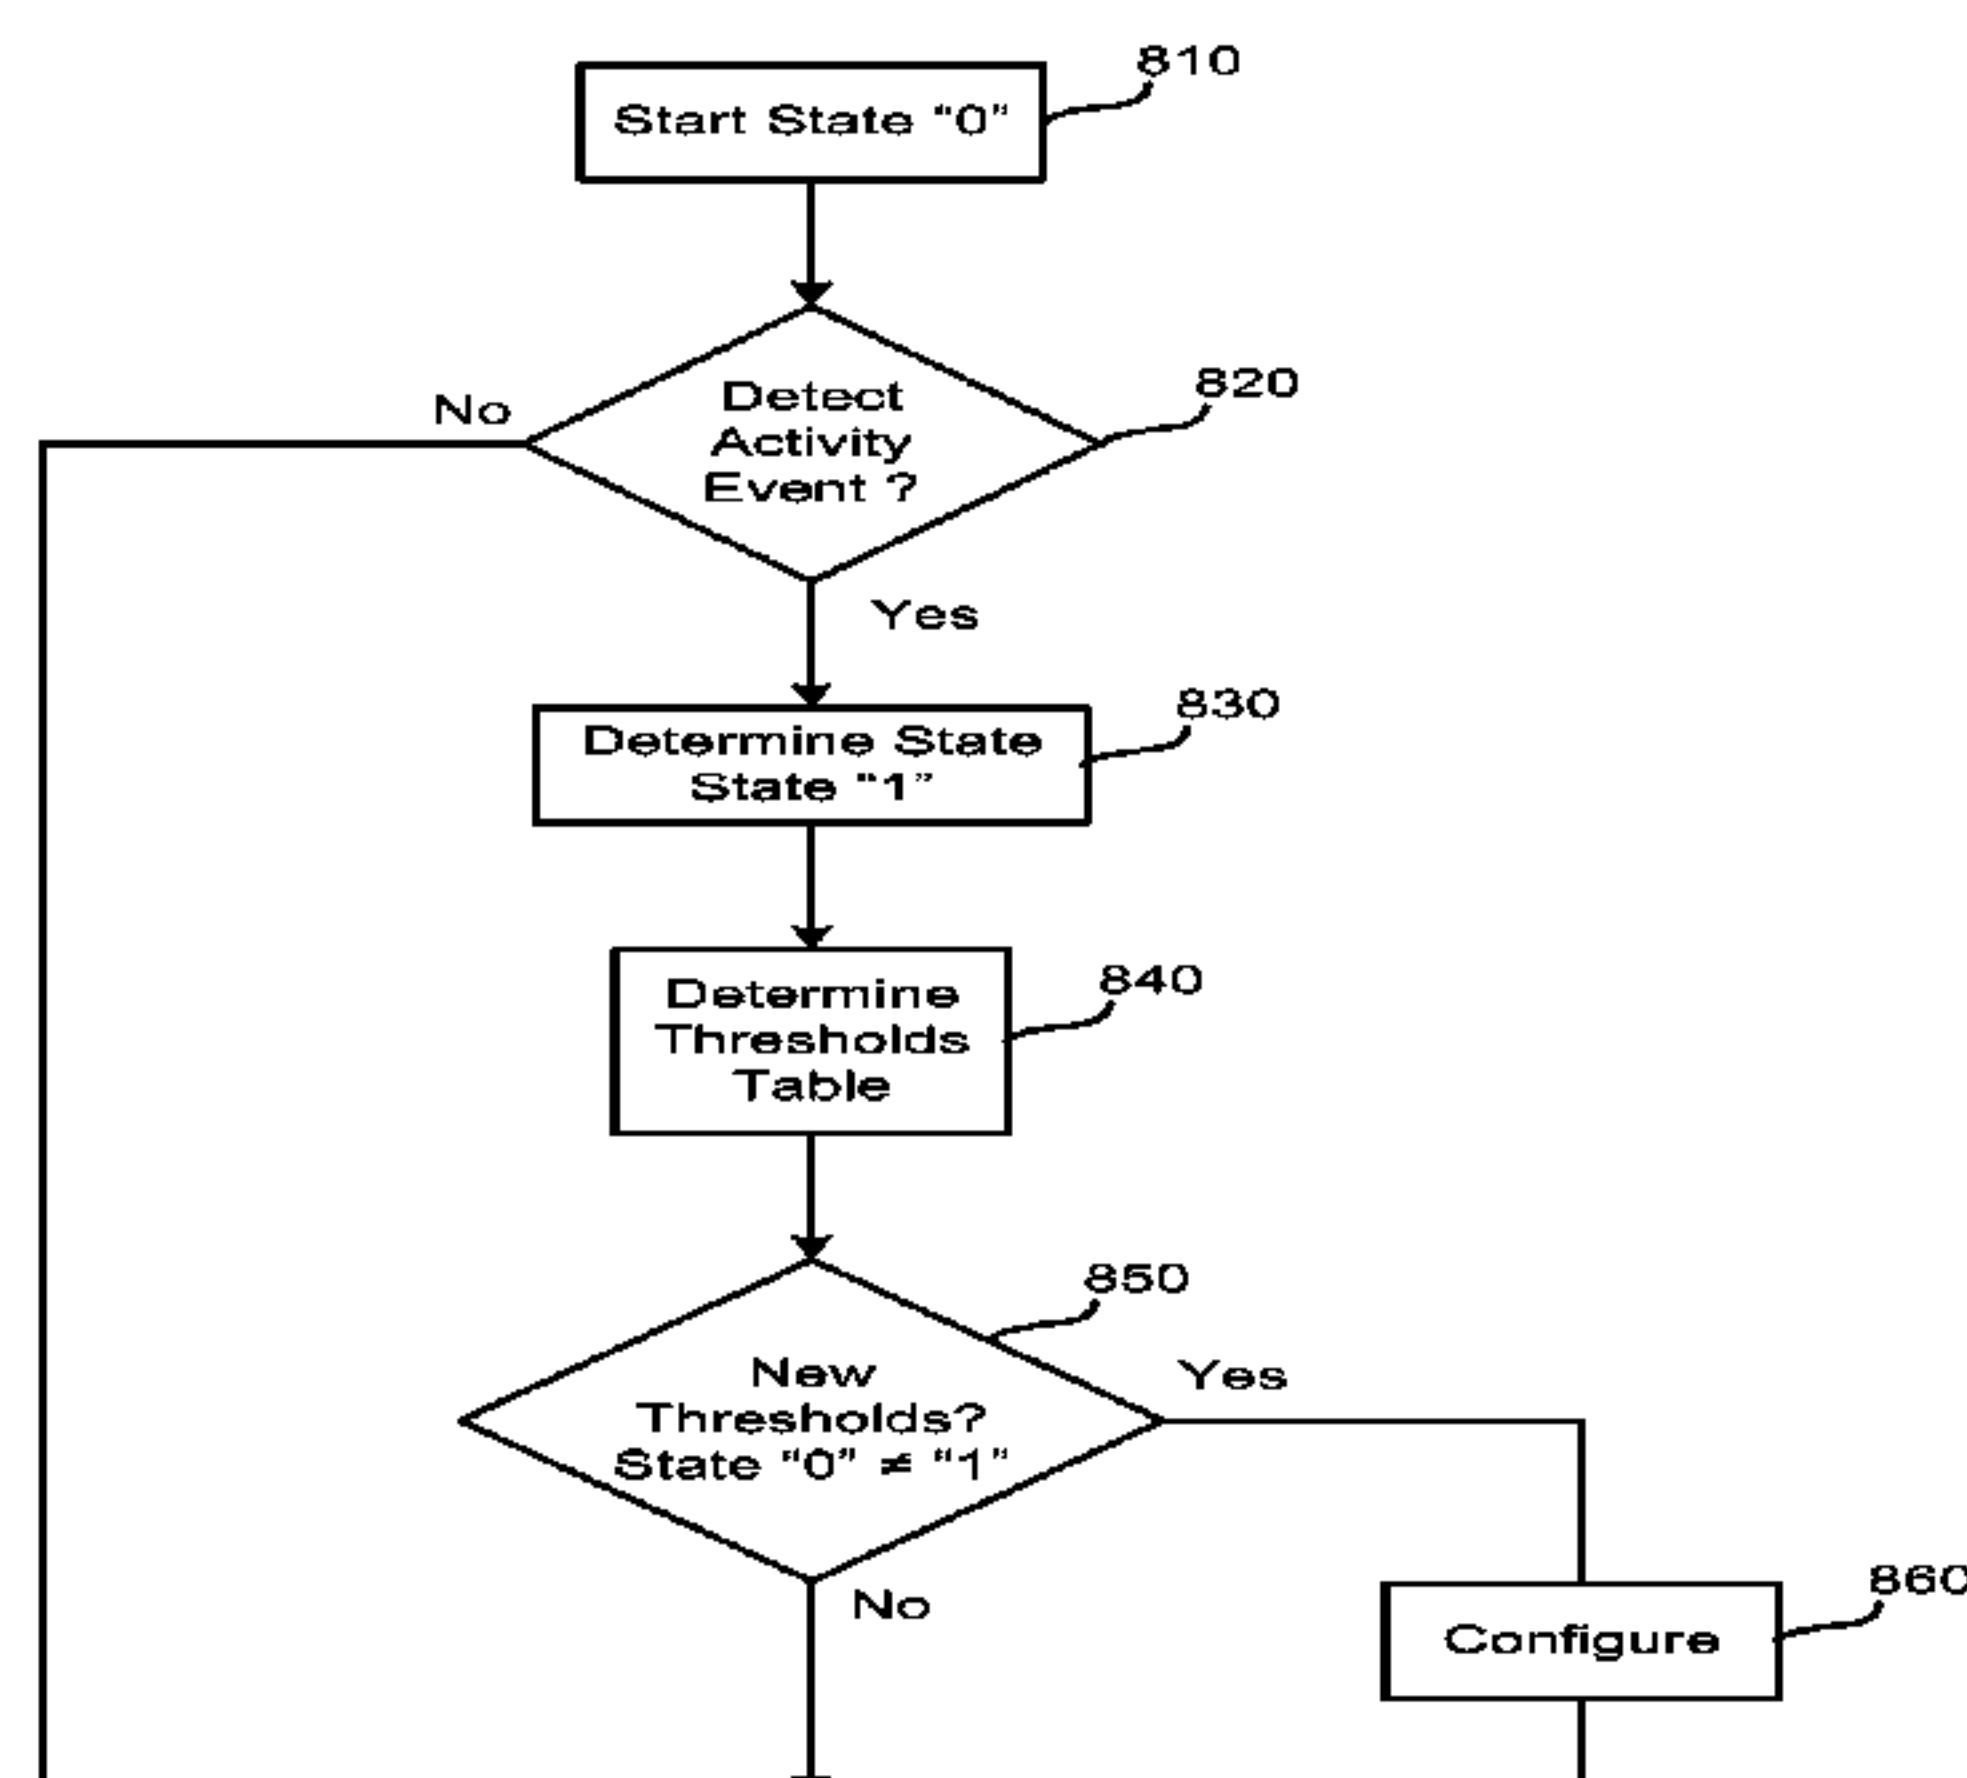 810
Start State “0”
820
No
Detect
Activity
Event ?
Yes
830
Determine State
State “1”
840
Determine
Thresholds
Table
850
New
Thresholds?
State “0” ≠ “1”
Yes
No
860
Configure